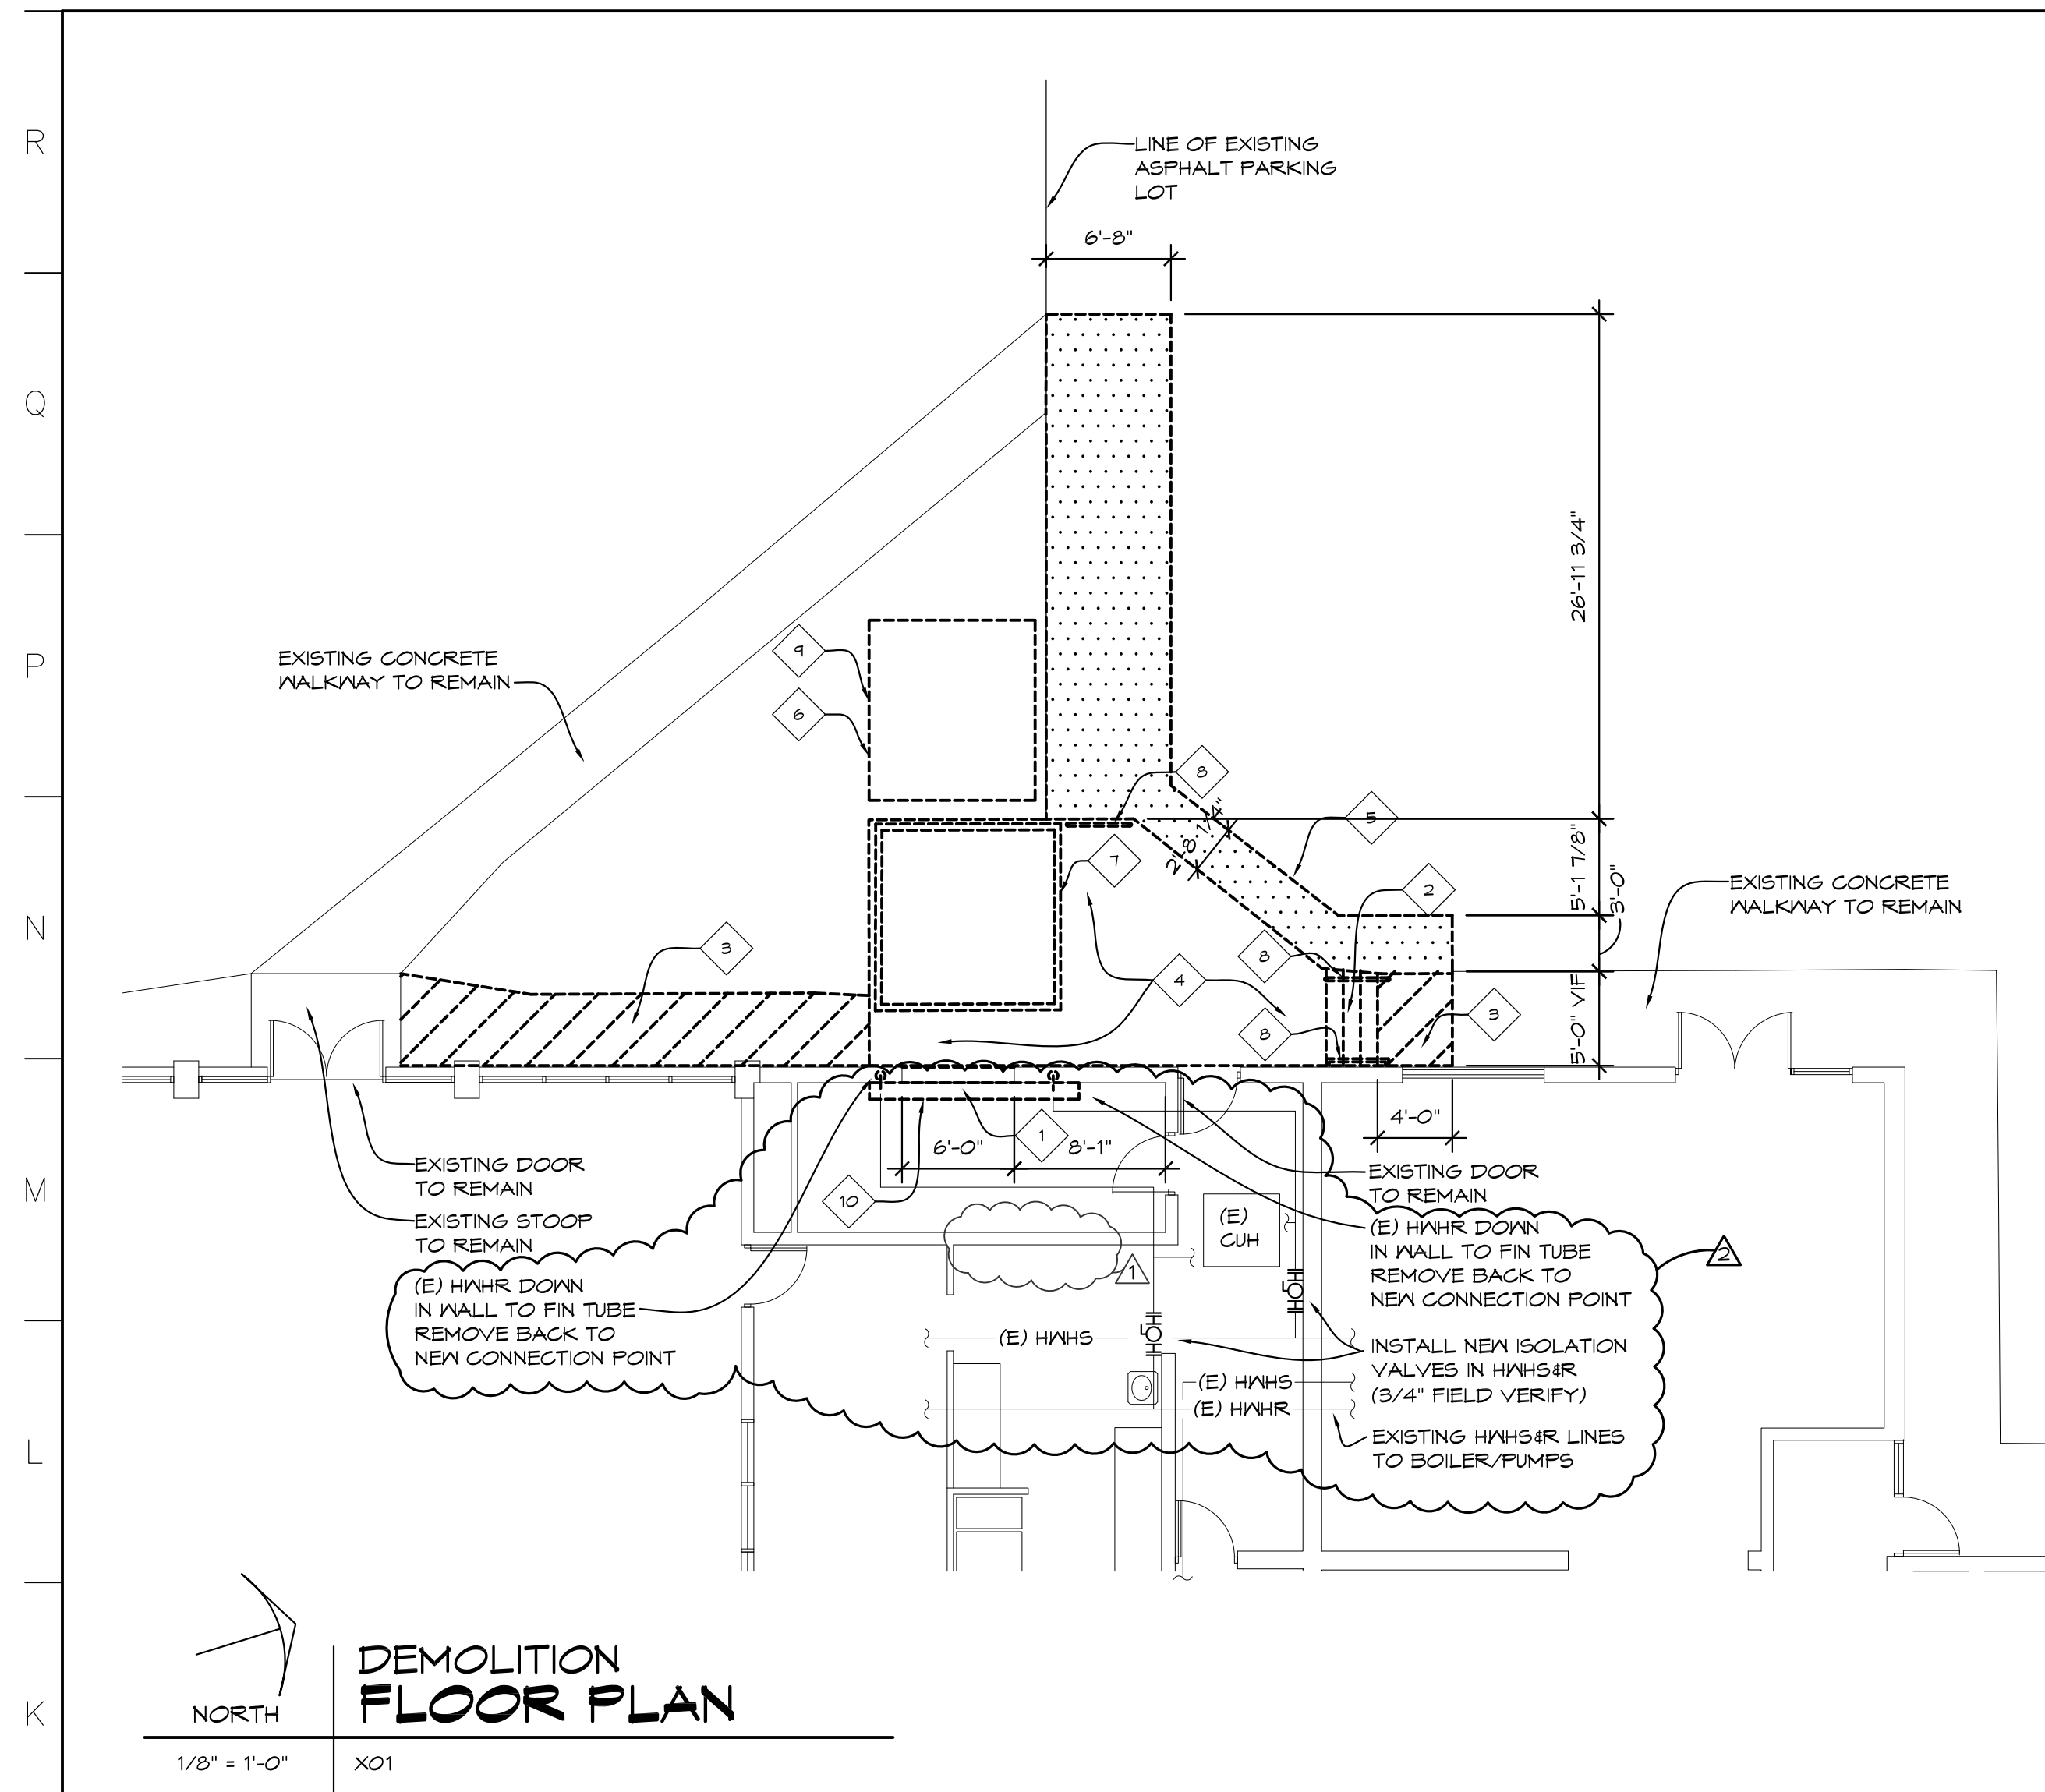 R
LINE OF EXISTING
ASPHALT PARKING
LOT
6'-8"
Q
26'-11 3/4"
P
EXISTING CONCRETE
WALKWAY TO REMAIN
9
6
8
2'-8 1/4"
5
7
2
5'-1 7/8"
3'-0"
EXISTING CONCRETE
WALKWAY TO REMAIN
N
3
8
4
3
8
5'-0" VIF
4'-0"
6'-0"
1
8'-1"
10
M
EXISTING DOOR
TO REMAIN
EXISTING STOOP
TO REMAIN
EXISTING DOOR
TO REMAIN
(E)
CUH
(E) HWHR DOWN
IN WALL TO FIN TUBE
REMOVE BACK TO
NEW CONNECTION POINT
2
1
(E) HWHR DOWN
IN WALL TO FIN TUBE
REMOVE BACK TO
NEW CONNECTION POINT
(E) HWHS
INSTALL NEW ISOLATION
VALVES IN HWHS&R
(3/4" FIELD VERIFY)
(E) HWHS
(E) HWHR
EXISTING HWHS&R LINES
TO BOILER/PUMPS
L
K
NORTH
DEMOLITION
FLOOR PLAN
1/8" = 1'-0"
X01